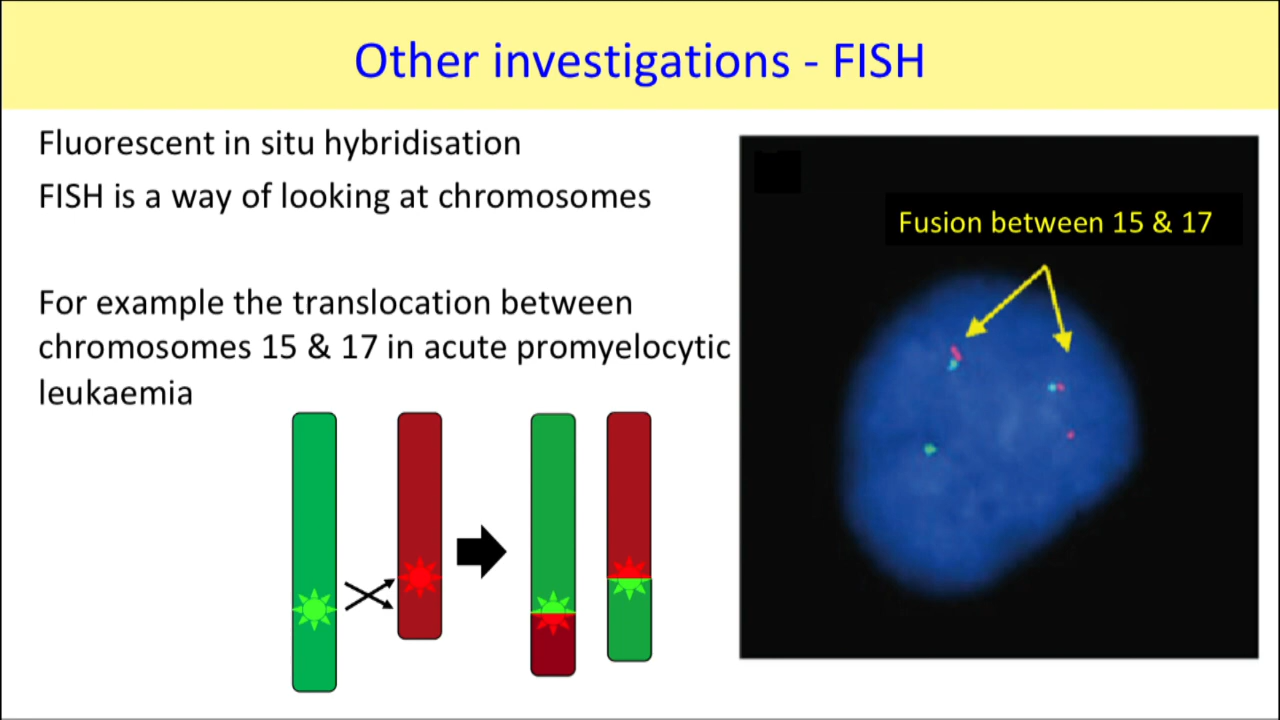 Other investigations - FISH
Fluorescent in situ hybridisation
FISH is a way of looking at chromosomes
For example the translocation between
chromosomes 15 & 17 in acute promyelocytic
leukaemia
Fusion between 15 & 17